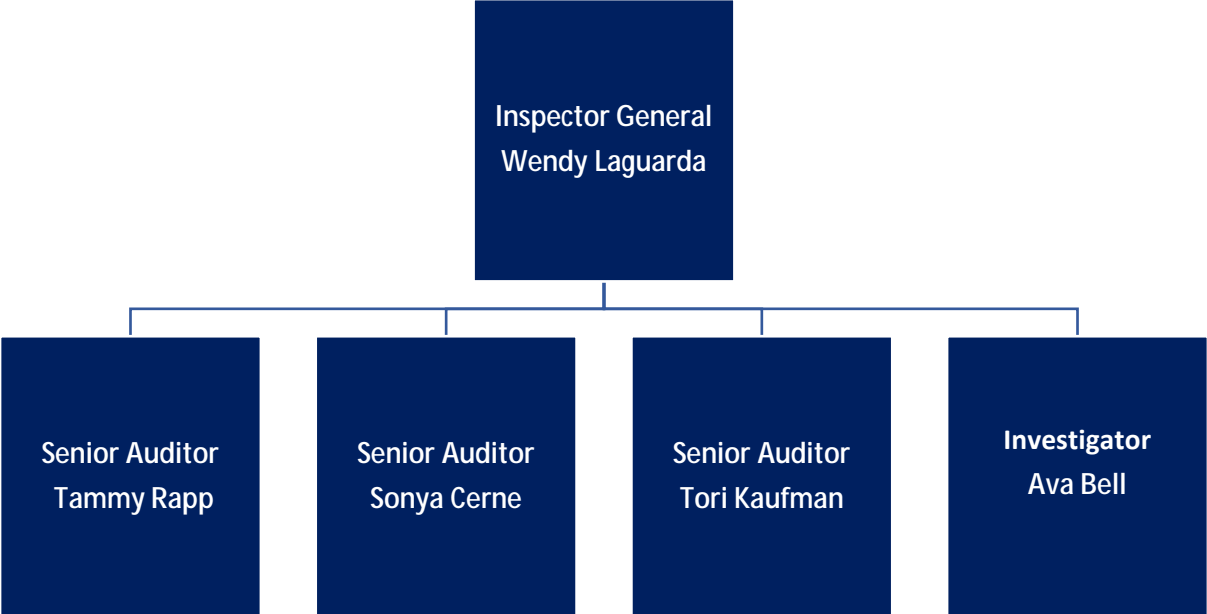 Inspector General
Wendy Laguarda
Senior Auditor
Tammy Rapp
Senior Auditor
Sonya Cerne
Senior Auditor
Tori Kaufman
Investigator
Ava Bell